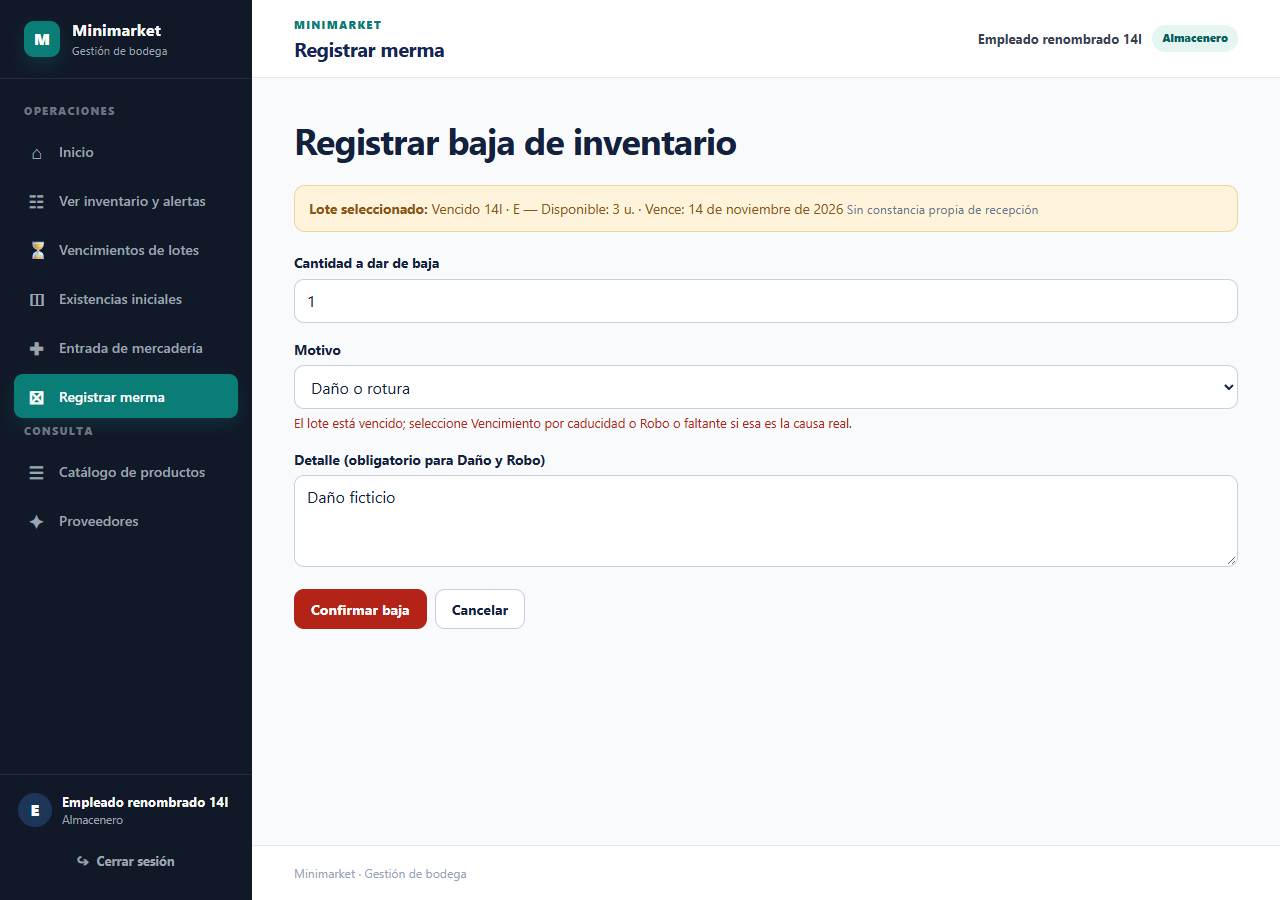 M
Minimarket
Gestión de bodega
OPERACIONES
Inicio
Ver inventario y alertas
Vencimientos de lotes
Existencias iniciales
Entrada de mercadería
Registrar merma
CONSULTA
Catálogo de productos
Proveedores
E
Empleado renombrado 14I
Almacenero
Cerrar sesión
MINIMARKET
Registrar merma
Empleado renombrado 14I
Almacenero
Registrar baja de inventario
Lote seleccionado: Vencido 14I · E — Disponible: 3 u. · Vence: 14 de noviembre de 2026 Sin constancia propia de recepción
Cantidad a dar de baja
1
Motivo
Daño o rotura
El lote está vencido; seleccione Vencimiento por caducidad o Robo o faltante si esa es la causa real.
Detalle (obligatorio para Daño y Robo)
Daño ficticio
Confirmar baja
Cancelar
Minimarket · Gestión de bodega